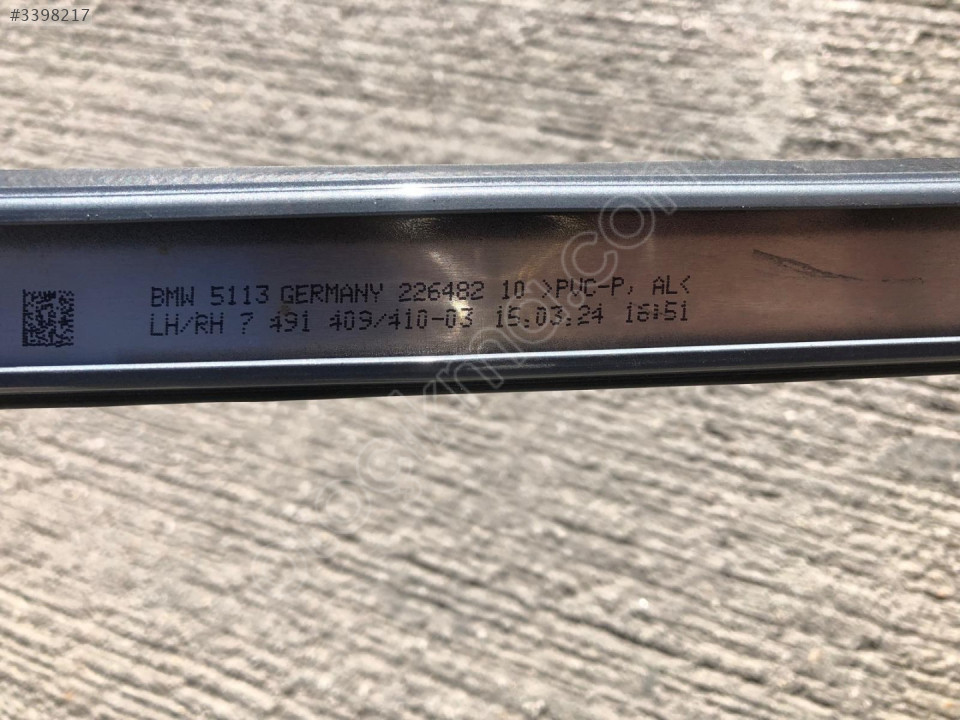 #3398217
BMW 5113 GERMANY 226482 10 >PVC-P, AL<
LH/RH 7 491 409/410-03 15.03.24 16:51